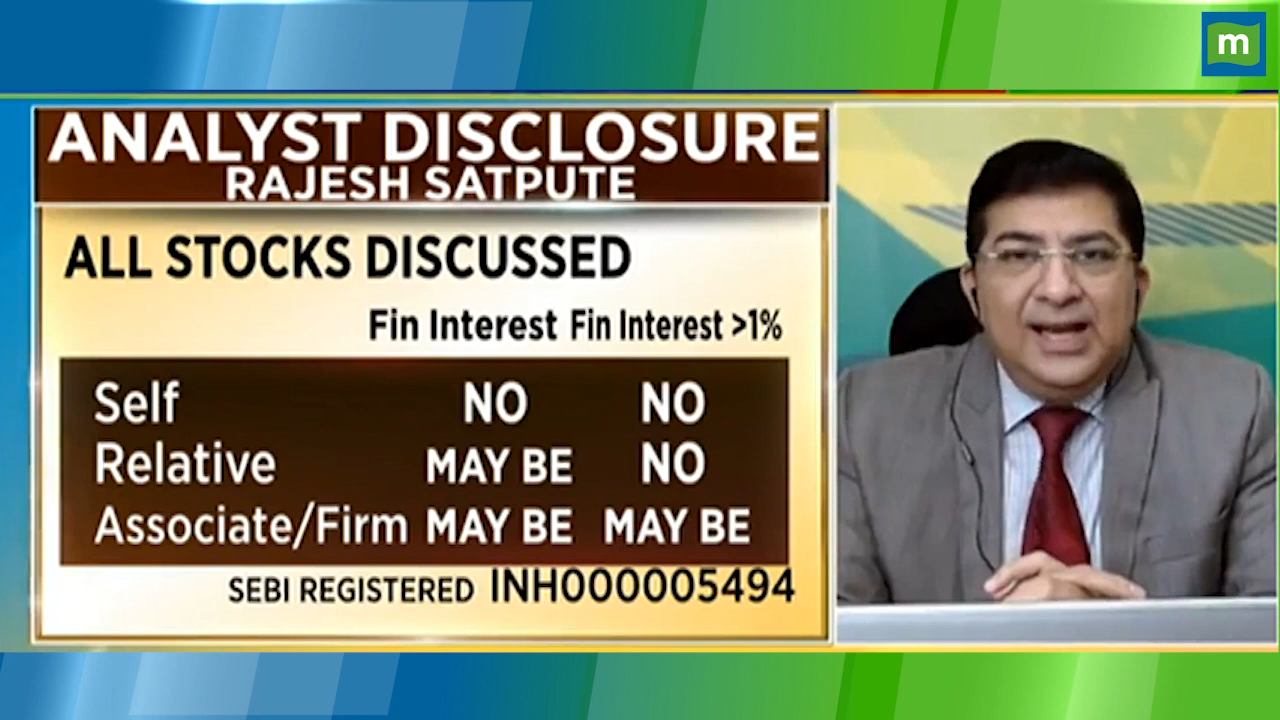 m
ANALYST DISCLOSURE
RAJESH SATPUTE
ALL STOCKS DISCUSSED
Fin Interest Fin Interest >1%
Self NO NO
Relative MAY BE NO
Associate/Firm MAY BE MAY BE
SEBI REGISTERED INH000005494